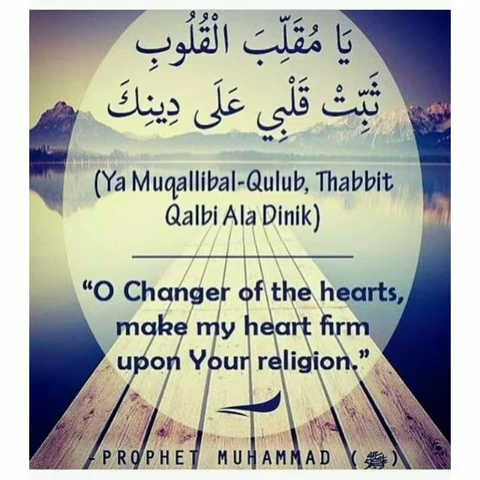 يَا مُقَلِّبَ الْقُلُوبِ
ثَبِّتْ قَلْبِي عَلَى دِينِكَ
(Ya Muqallibal-Qulub, Thabbit
Qalbi Ala Dinik)
“O Changer of the hearts,
make my heart firm
upon Your religion.”
-PROPHET MUHAMMAD (ﷺ)